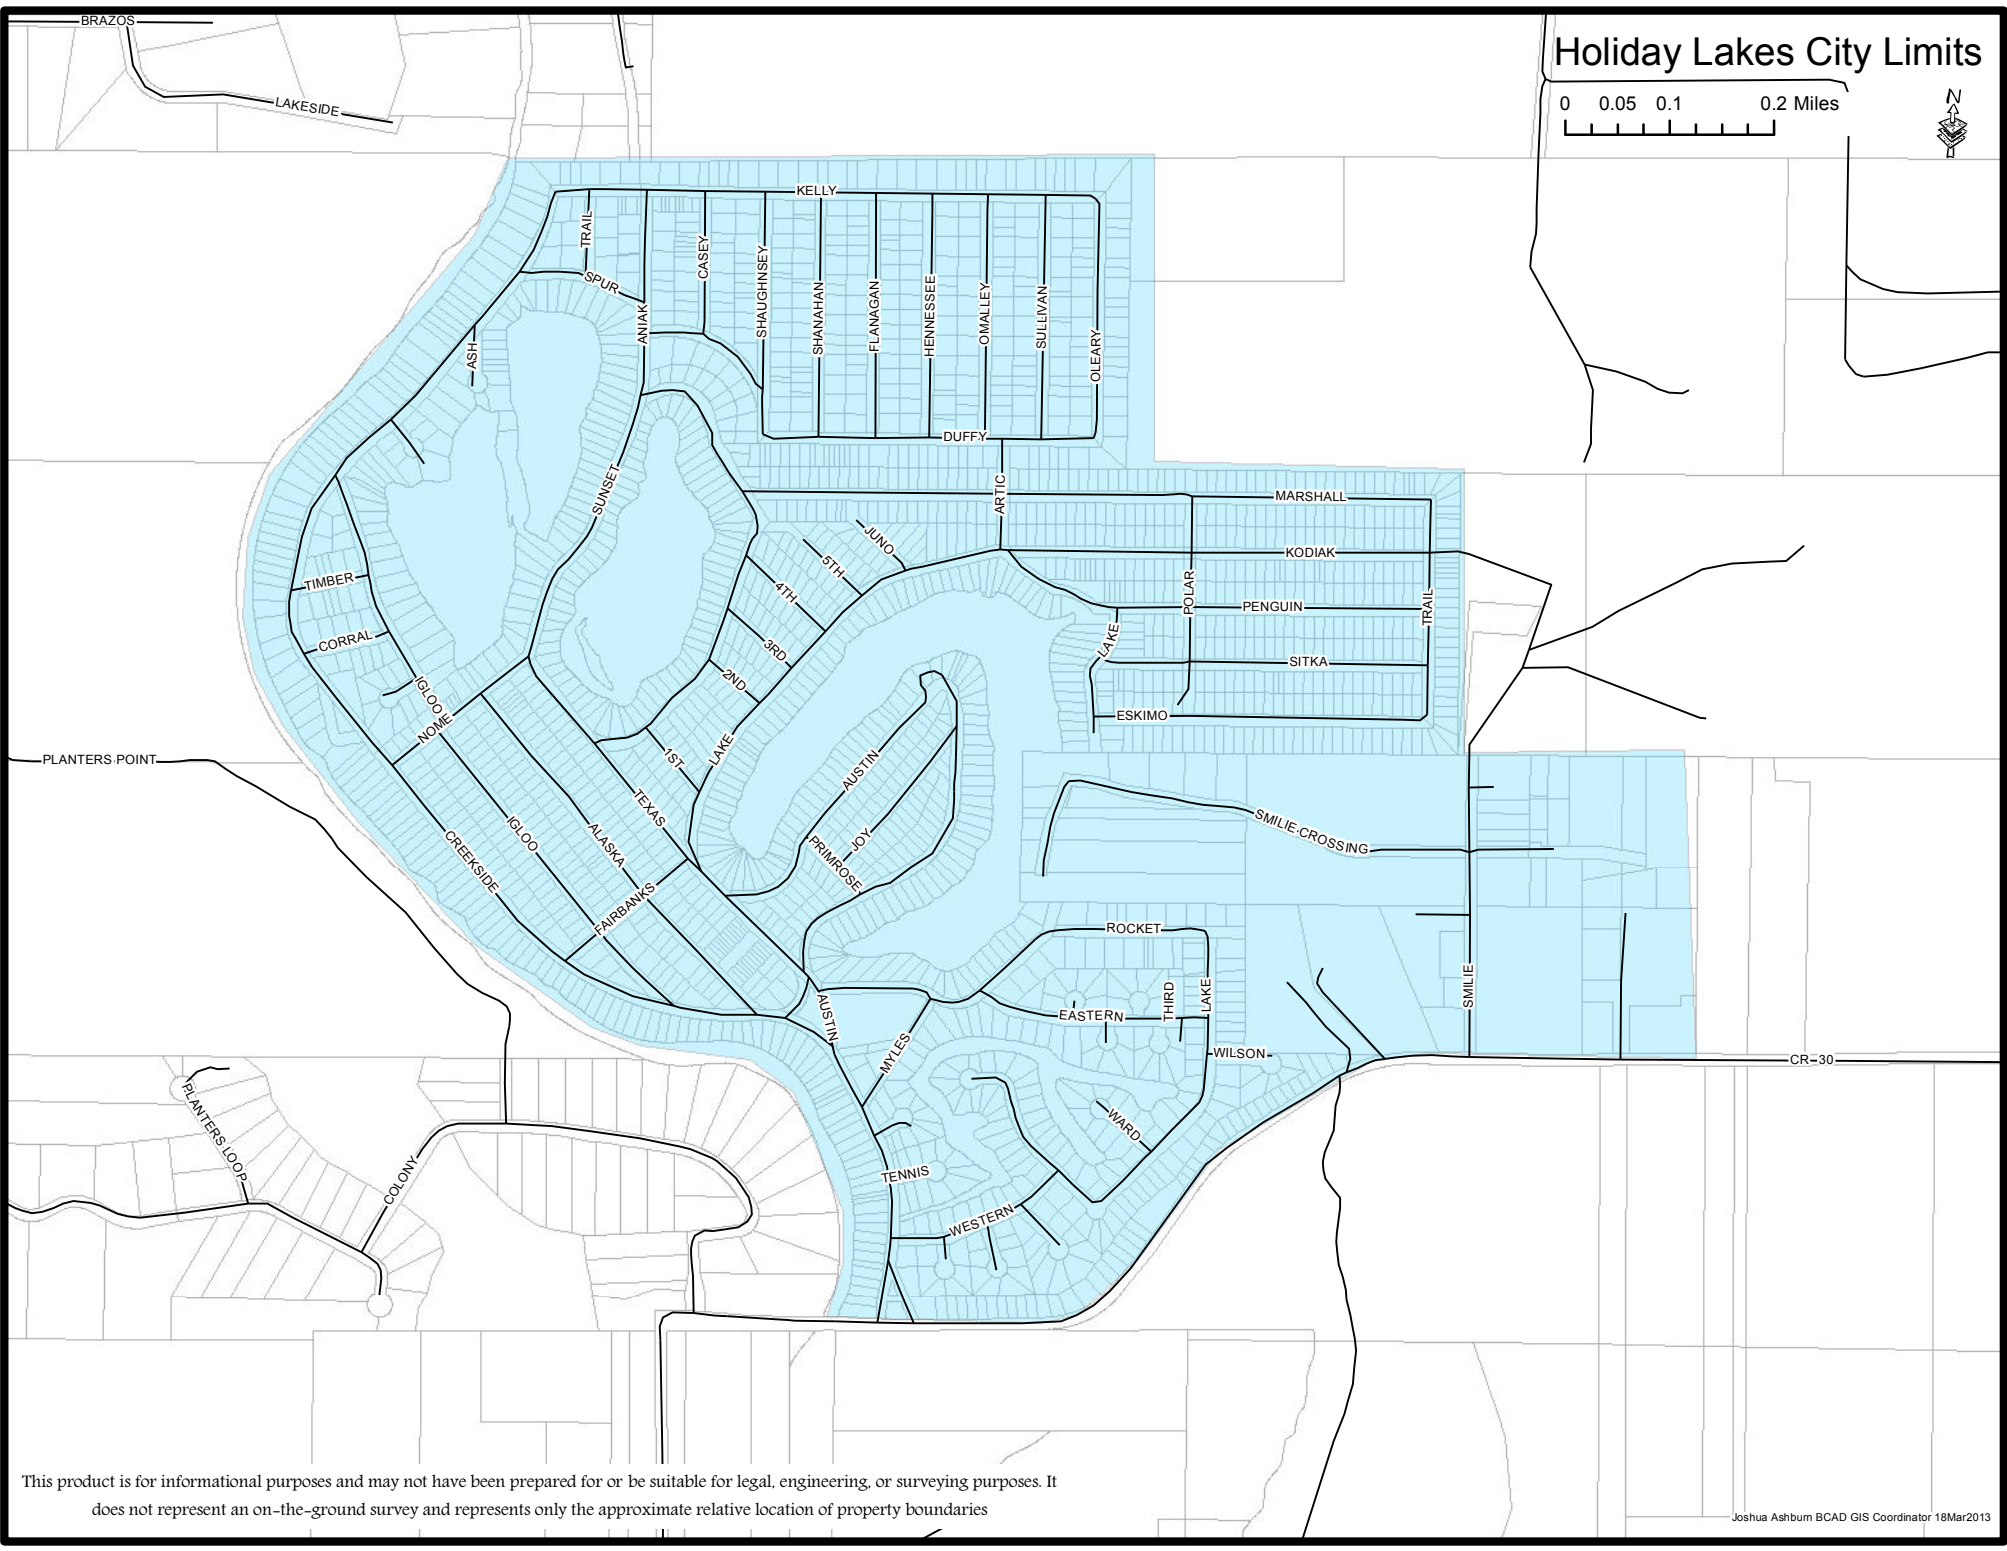 BRAZOS
Holiday Lakes City Limits
0 0.05 0.1 0.2 Miles
N
LAKESIDE
KELLY
TRAIL
CASEY
SHAUGHNSEY
SHANAHAN
FLANAGAN
HENNESSEE
OMALLEY
SULLIVAN
OLEARY
SPUR
ANIAK
ASH
DUFFY
SUNSET
ARTIC
MARSHALL
JUNO
KODIAK
5TH
TIMBER
4TH
POLAR
PENGUIN
TRAIL
CORRAL
3RD
LAKE
SITKA
2ND
IGLOO
NOME
ESKIMO
PLANTERS POINT
1ST
LAKE
AUSTIN
TEXAS
SMILIE CROSSING
IGLOO
ALASKA
JOY
CREEKSIDE
PRIMROSE
FAIRBANKS
ROCKET
SMILIE
THIRD
LAKE
AUSTIN
EASTERN
MYLES
WILSON
CR 30
PLANTERS LOOP
WARD
COLONY
TENNIS
WESTERN
This product is for informational purposes and may not have been prepared for or be suitable for legal, engineering, or surveying purposes. It
does not represent an on-the-ground survey and represents only the approximate relative location of property boundaries
Joshua Ashburn BCAD GIS Coordinator 18Mar2013